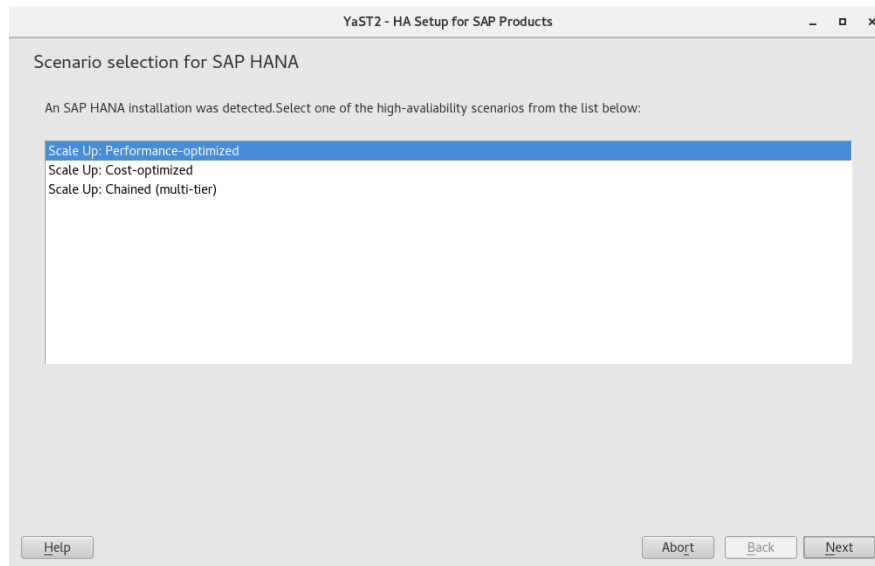 YaST2 - HA Setup for SAP Products
Scenario selection for SAP HANA
An SAP HANA installation was detected.Select one of the high-avaliability scenarios from the list below:
Scale Up: Performance-optimized
Scale Up: Cost-optimized
Scale Up: Chained (multi-tier)
Help Abort Back Next